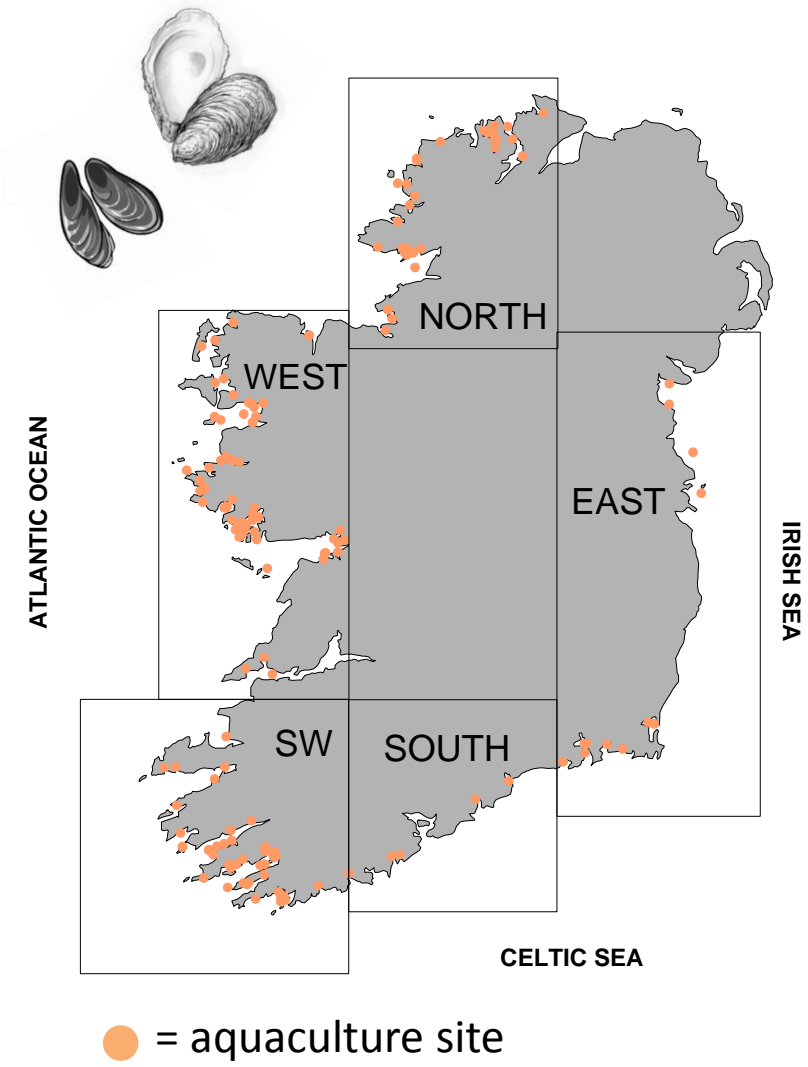 NORTH
WEST
ATLANTIC OCEAN
EAST
IRISH SEA
SW
SOUTH
CELTIC SEA
= aquaculture site